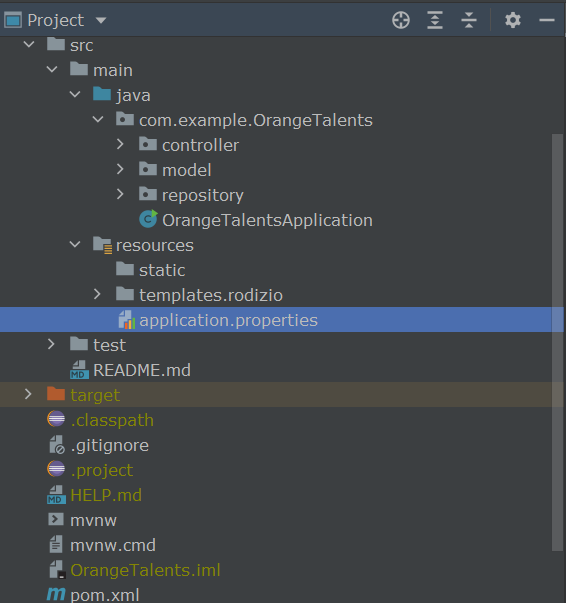 Project
src
main
java
com.example.OrangeTalents
controller
model
repository
C OrangeTalentsApplication
resources
static
templates.rodizio
application.properties
test
MD README.md
target
.classpath
.gitignore
.project
MD HELP.md
mvnw
mvnw.cmd
OrangeTalents.iml
m pom.xml